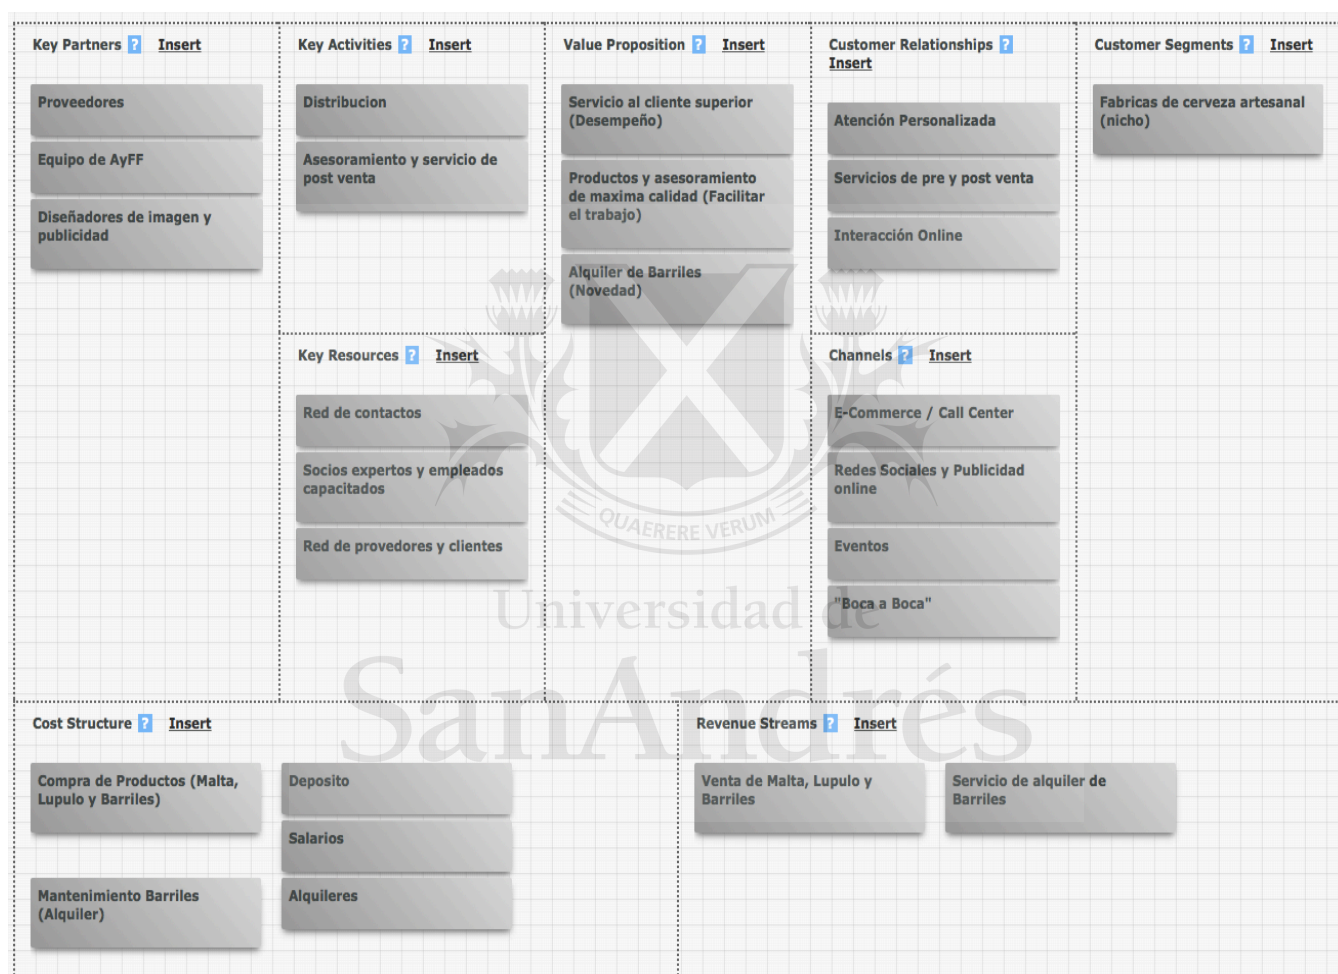 Key Partners ? Insert
Proveedores
Equipo de AyFF
Diseñadores de imagen y
publicidad
Key Activities ? Insert
Distribucion
Asesoramiento y servicio de
post venta
Key Resources ? Insert
Red de contactos
Socios expertos y empleados
capacitados
Red de provedores y clientes
Value Proposition ? Insert
Servicio al cliente superior
(Desempeño)
Productos y asesoramiento
de maxima calidad (Facilitar
el trabajo)
Alquiler de Barriles
(Novedad)
Customer Relationships ?
Insert
Atención Personalizada
Servicios de pre y post venta
Interacción Online
Channels ? Insert
E-Commerce / Call Center
Redes Sociales y Publicidad
online
Eventos
"Boca a Boca"
Customer Segments ? Insert
Fabricas de cerveza artesanal
(nicho)
Cost Structure ? Insert
Compra de Productos (Malta,
Lupulo y Barriles)
Mantenimiento Barriles
(Alquiler)
Deposito
Salarios
Alquileres
Revenue Streams ? Insert
Venta de Malta, Lupulo y
Barriles
Servicio de alquiler de
Barriles
QUAERERE VERUM
Universidad de
SanAndrés